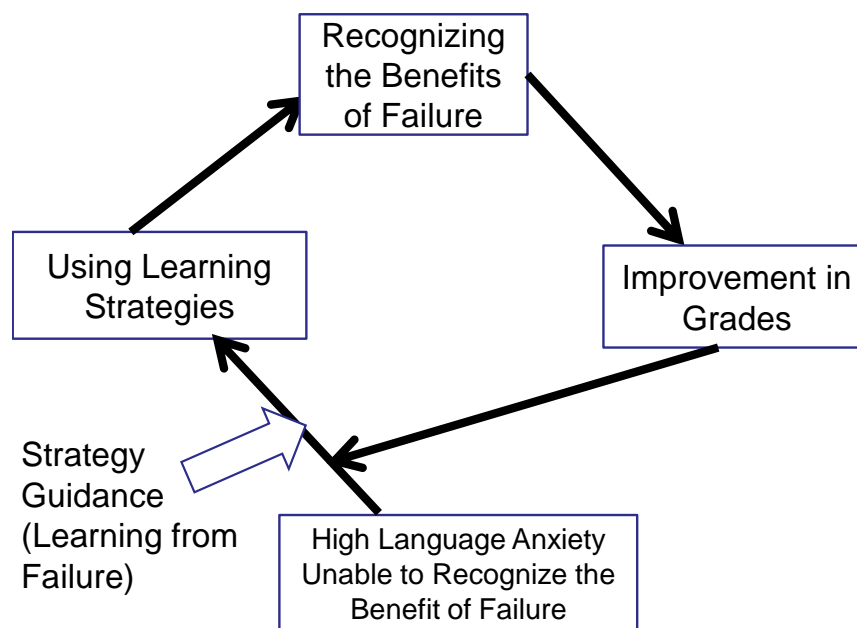 Recognizing
the Benefits
of Failure
Using Learning
Strategies
Improvement in
Grades
Strategy
Guidance
(Learning from
Failure)
High Language Anxiety
Unable to Recognize the
Benefit of Failure